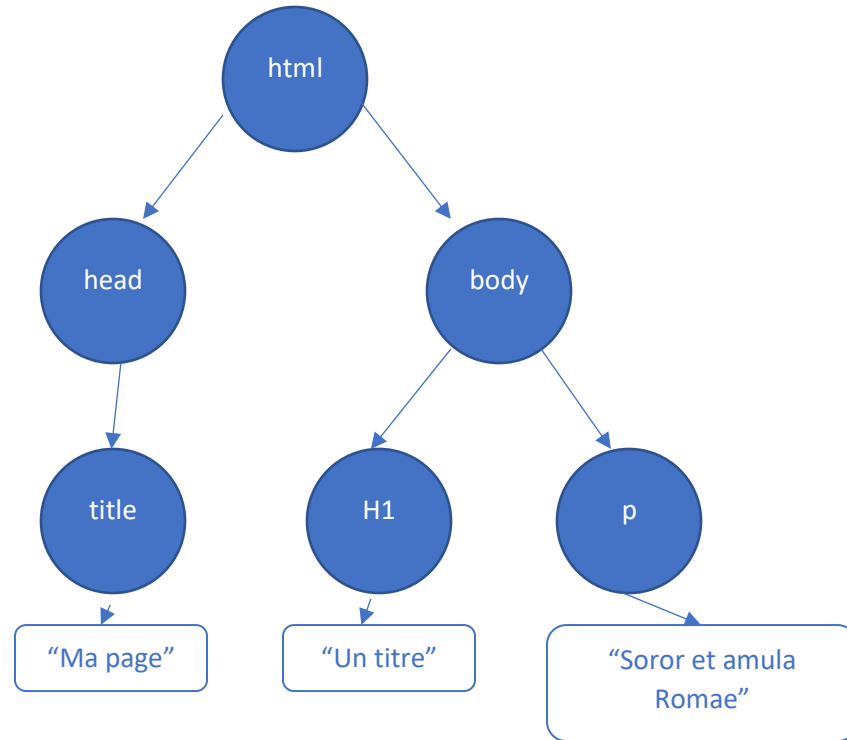 html
head
body
title
H1
p
“Ma page”
“Un titre”
“Soror et amula
Romae”